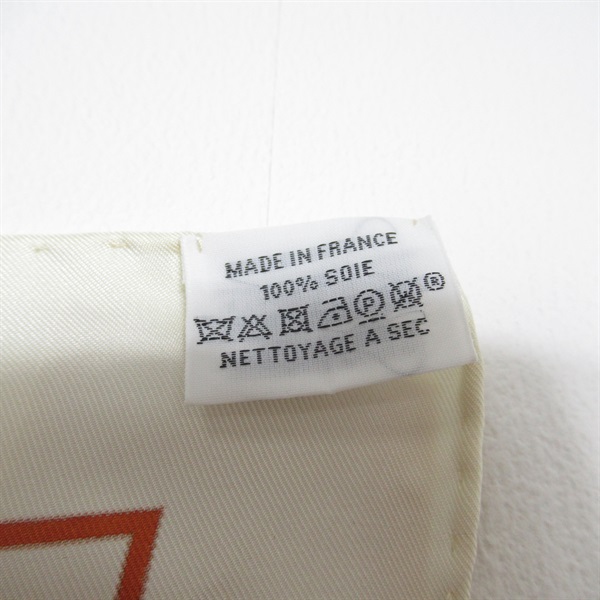 MADE IN FRANCE
100% SOIE
P W ®
NETTOYAGE A SEC